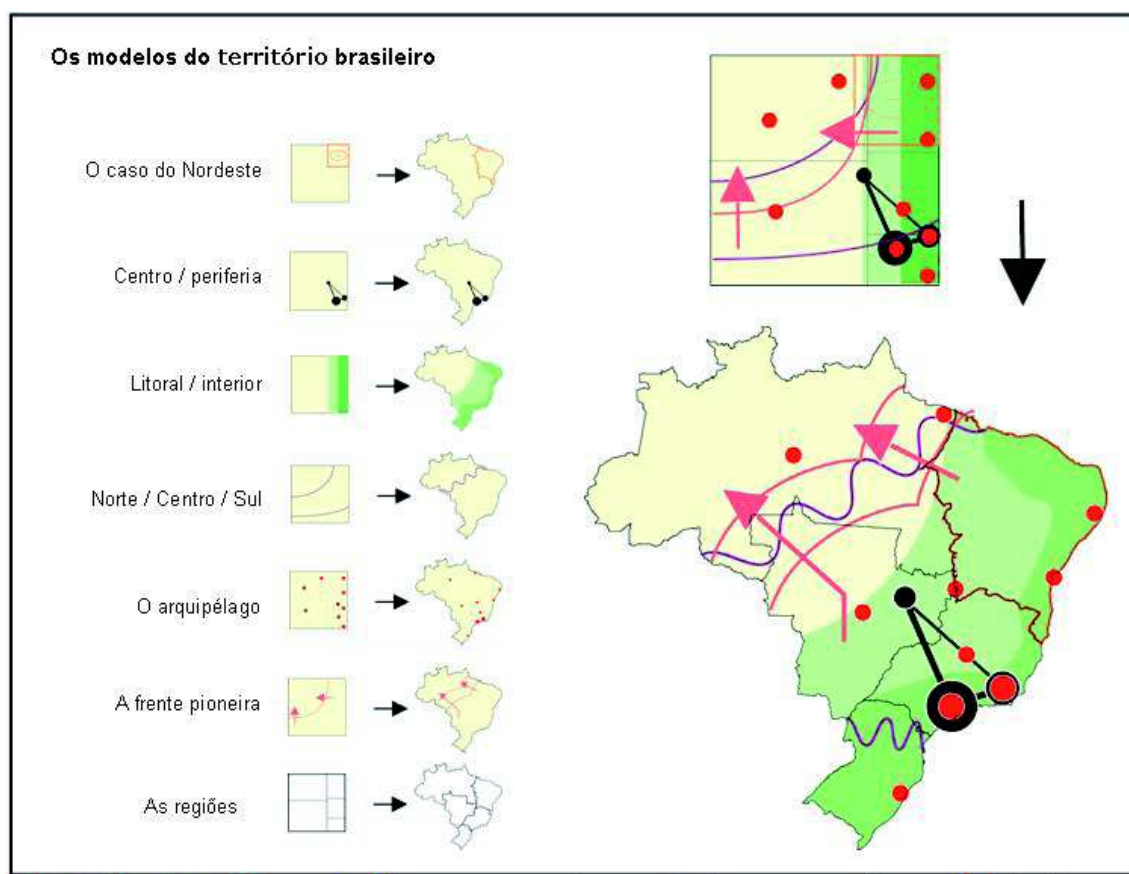 Os modelos do território brasileiro
O caso do Nordeste
Centro / periferia
Litoral / interior
Norte / Centro / Sul
O arquipélago
A frente pioneira
As regiões